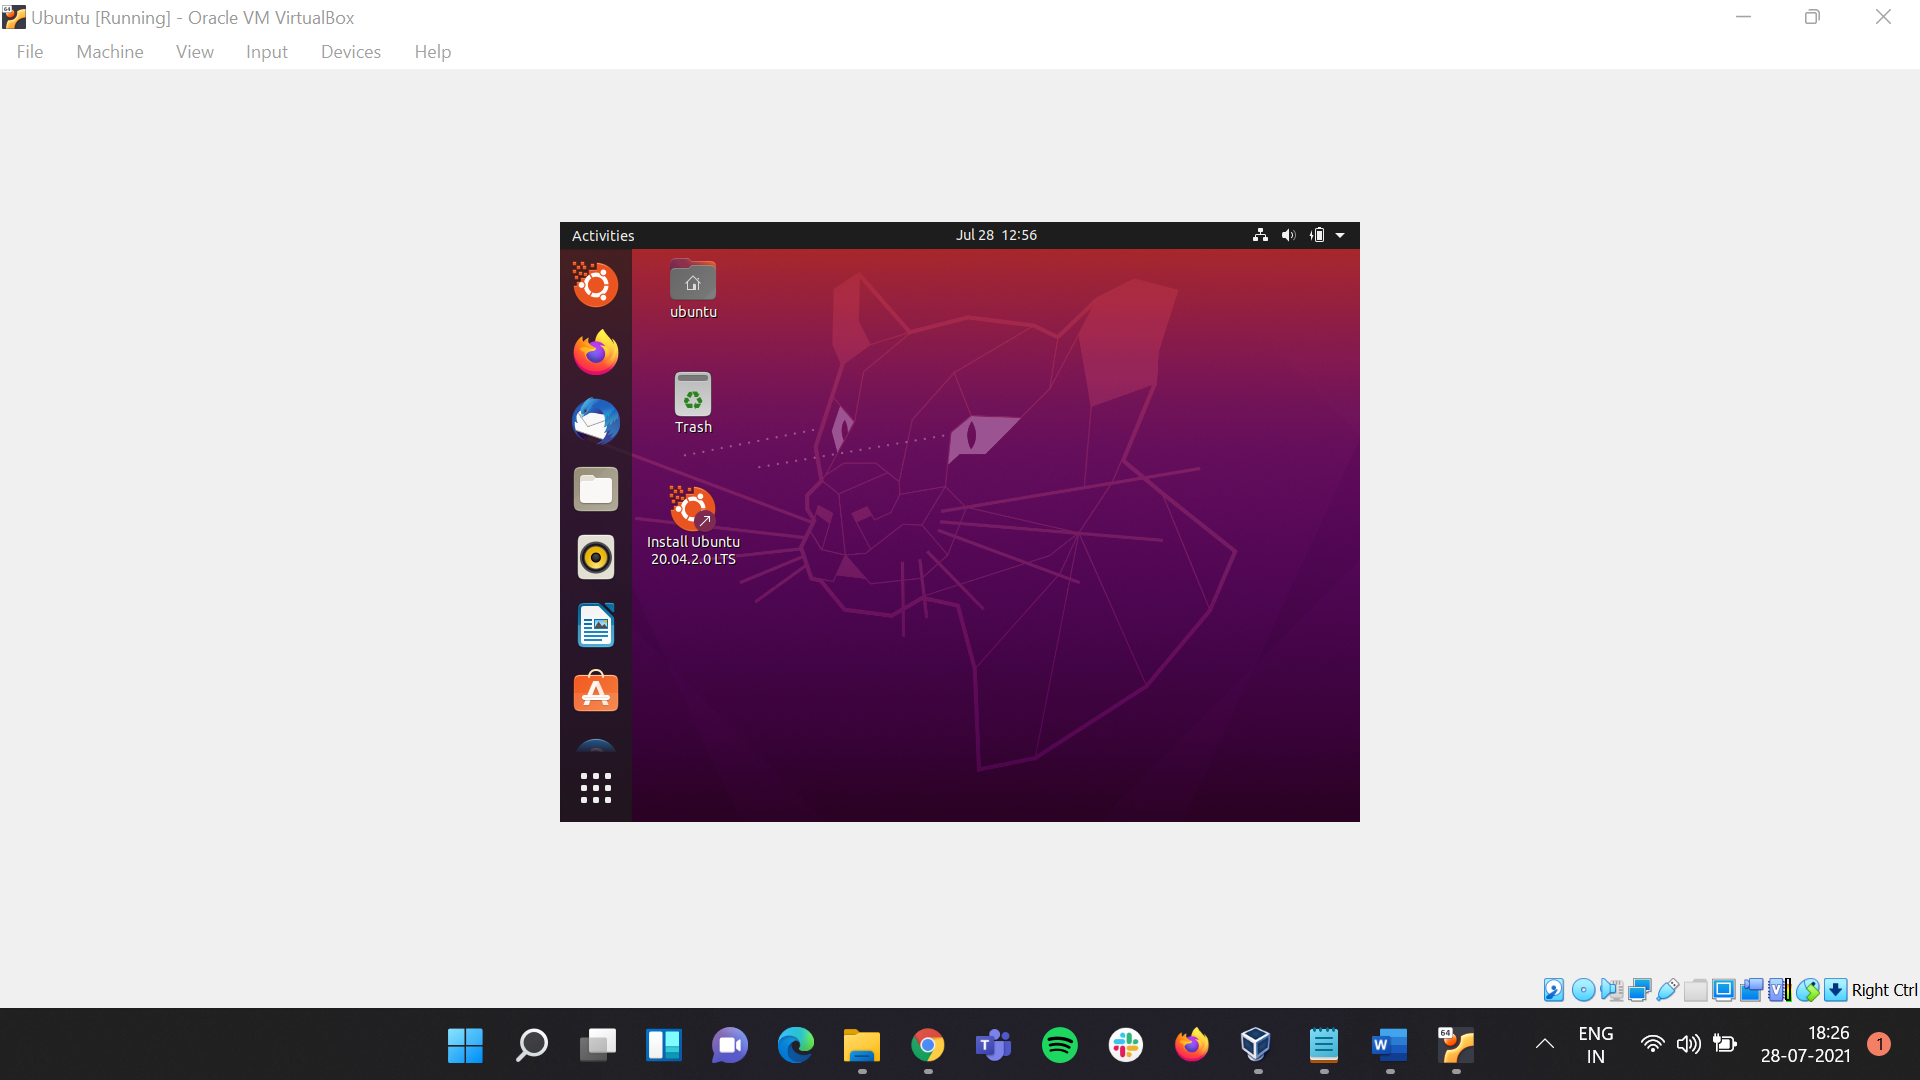 Ubuntu [Running] - Oracle VM VirtualBox
File Machine View Input Devices Help
Activities Jul 28 12:56
ubuntu
Trash
Install Ubuntu
20.04.2.0 LTS
Right Ctrl
64
ENG
IN
18:26
28-07-2021
1